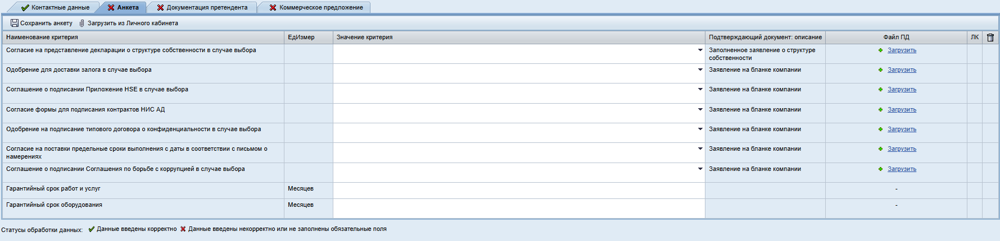 Контактные данные Анкета Документация претендента Коммерческое предложение
Сохранить анкету Загрузить из Личного кабинета
Наименование критерия ЕдИзмер Значение критерия Подтверждающий документ: описание Файл ПД ЛК
Согласие на представление декларации о структуре собственности в случае выбора Заполненное заявление о структуре Загрузить
собственности
Одобрение для доставки залога в случае выбора Заявление на бланке компании Загрузить
Соглашение о подписании Приложение HSE в случае выбора Заявление на бланке компании Загрузить
Согласие формы для подписания контрактов НИС АД Заявление на бланке компании Загрузить
Одобрение на подписание типового договора о конфиденциальности в случае выбора Заявление на бланке компании Загрузить
Согласие на поставки предельные сроки выполнения с даты в соответствии с письмом о Заявление на бланке компании Загрузить
намерениях
Соглашение о подписании Соглашения по борьбе с коррупцией в случае выбора Заявление на бланке компании Загрузить
Гарантийный срок работ и услуг Месяцев -
Гарантийный срок оборудования Месяцев -
Статусы обработки данных: Данные введены корректно Данные введены некорректно или не заполнены обязательные поля